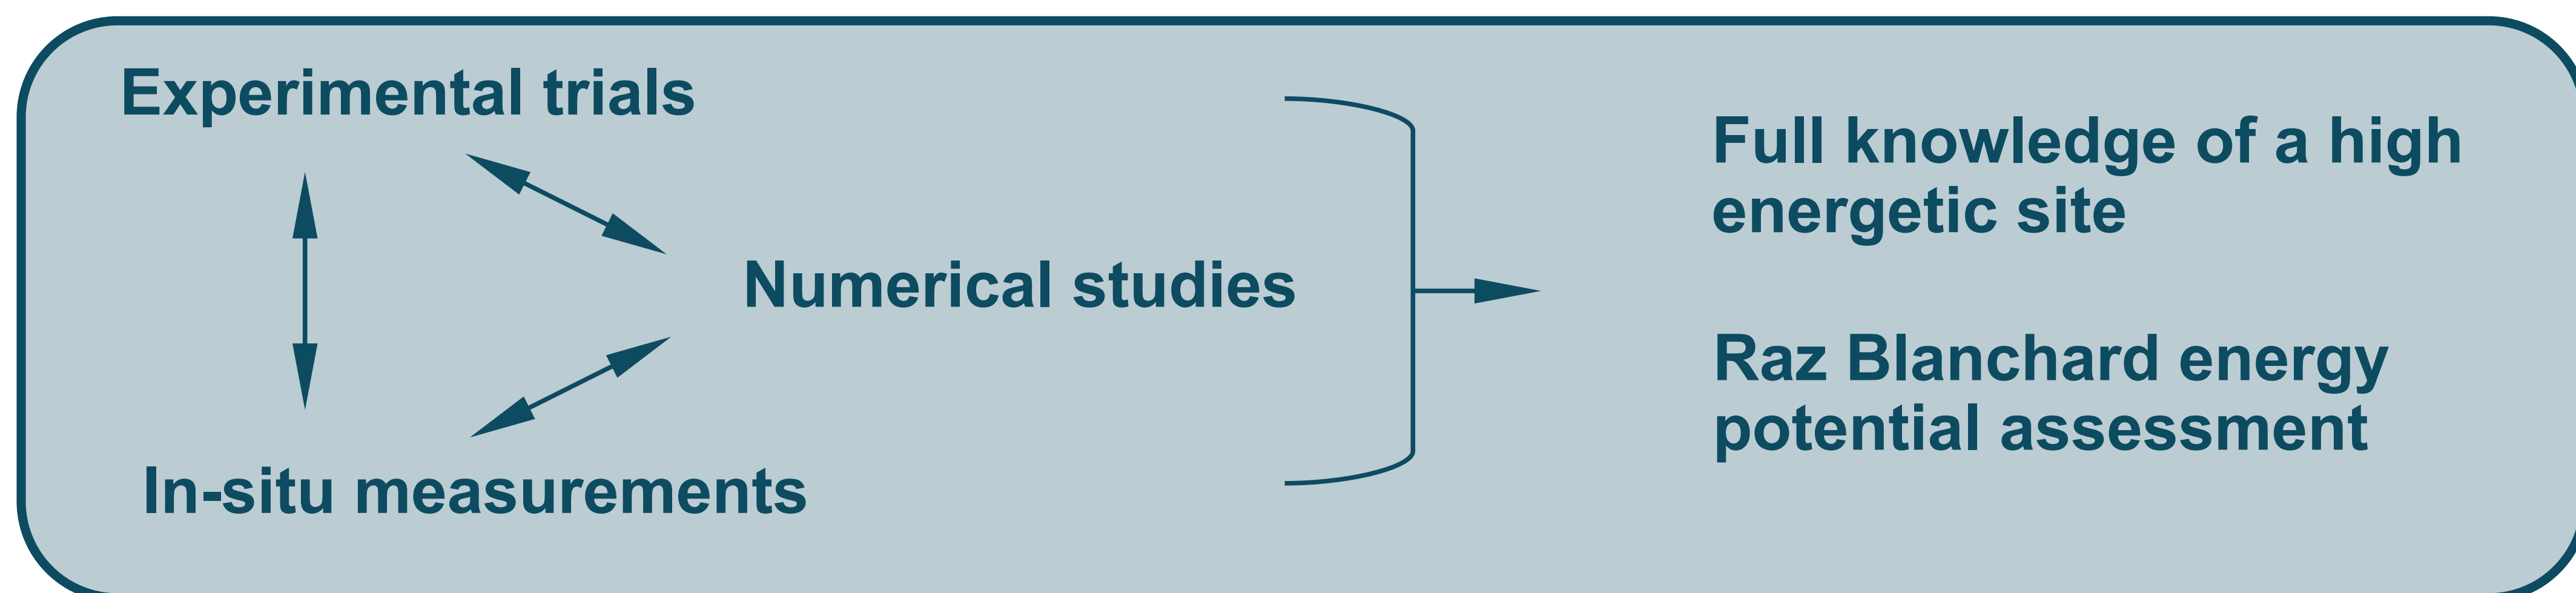 Experimental trials
Numerical studies
In-situ measurements
Full knowledge of a high
energetic site
Raz Blanchard energy
potential assessment